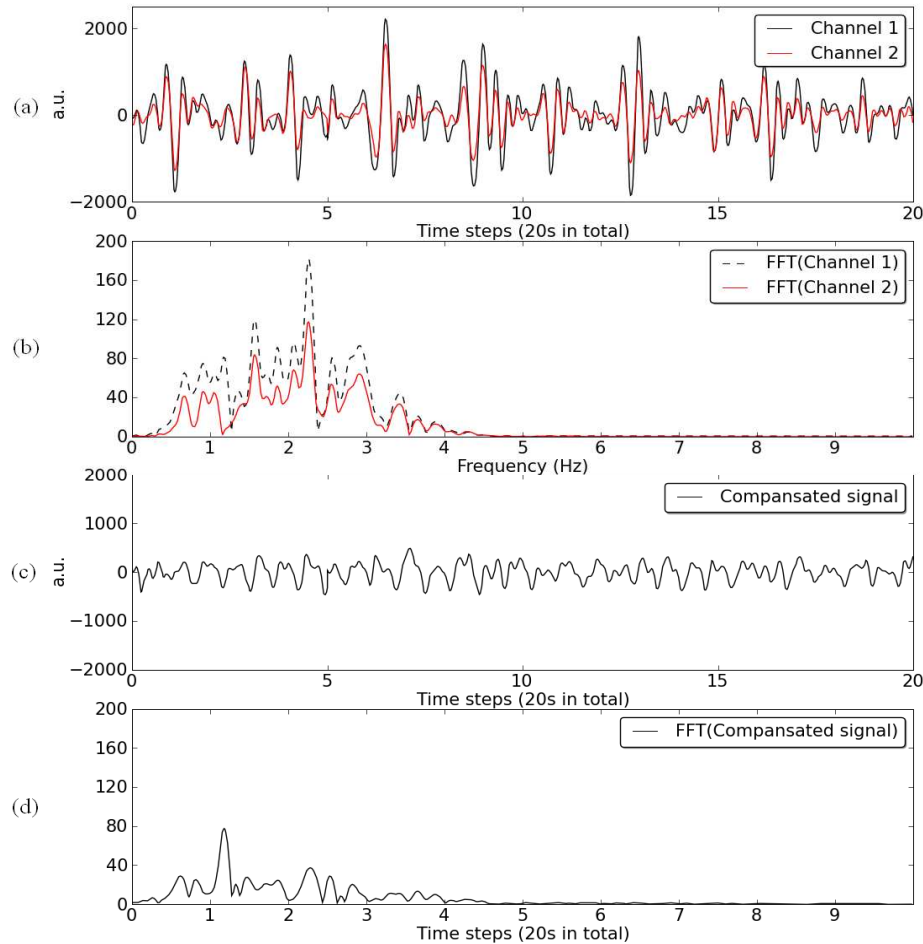 (a)
a.u.
2000
0
−2000
Channel 1
Channel 2
0 5 10 15 20
Time steps (20s in total)
(b)
200
160
120
80
40
0
FFT(Channel 1)
FFT(Channel 2)
0 1 2 3 4 5 6 7 8 9
Frequency (Hz)
(c)
a.u.
2000
1000
0
−1000
−2000
Compansated signal
0 5 10 15 20
Time steps (20s in total)
(d)
200
160
120
80
40
0
FFT(Compansated signal)
0 1 2 3 4 5 6 7 8 9
Time steps (20s in total)